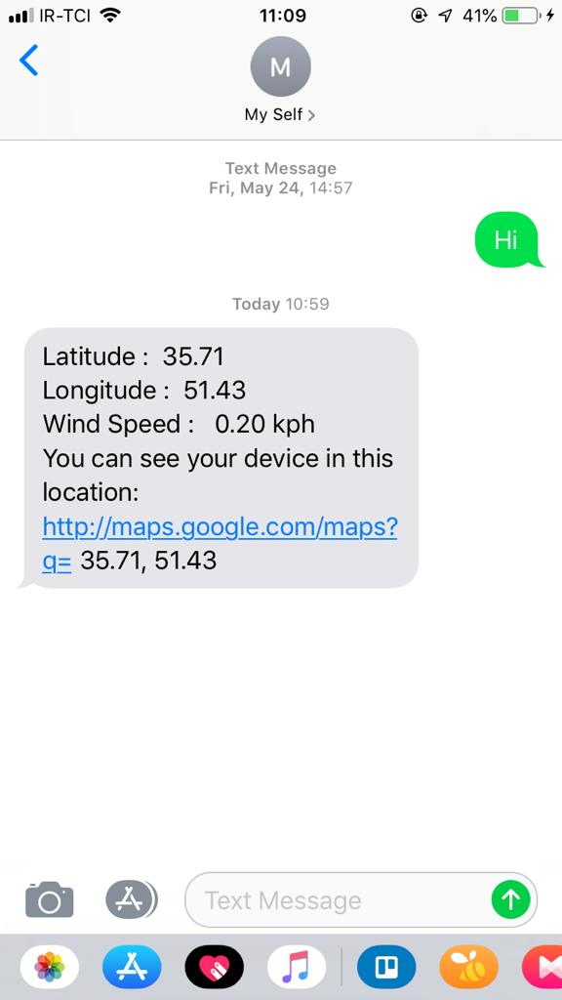 IR-TCI 11:09 41%
M
My Self
Text Message
Fri, May 24, 14:57
Hi
Today 10:59
Latitude : 35.71
Longitude : 51.43
Wind Speed : 0.20 kph
You can see your device in this
location:
http://maps.google.com/maps?
q= 35.71, 51.43
Text Message